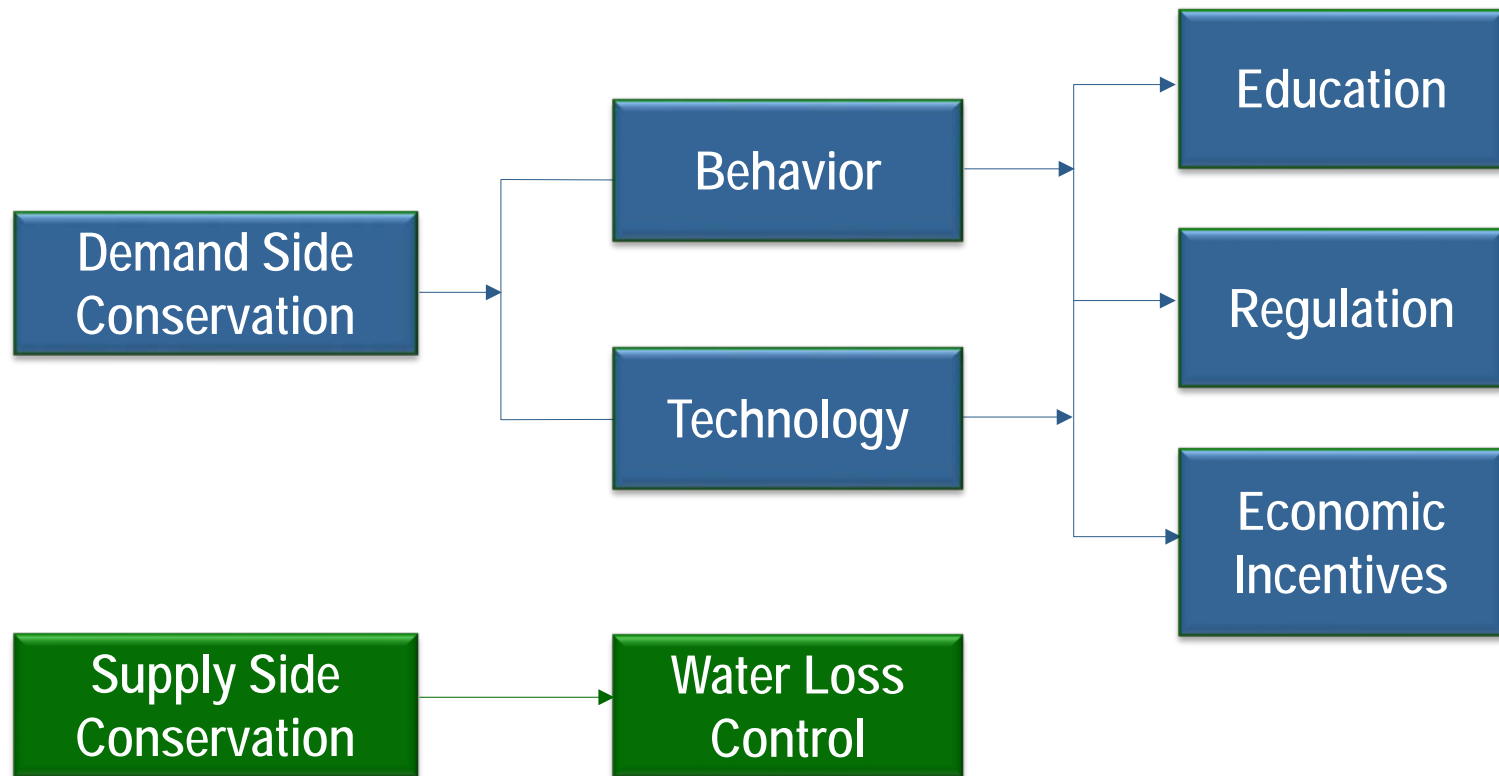 Demand Side
Conservation
Behavior
Technology
Education
Regulation
Economic
Incentives
Supply Side
Conservation
Water Loss
Control